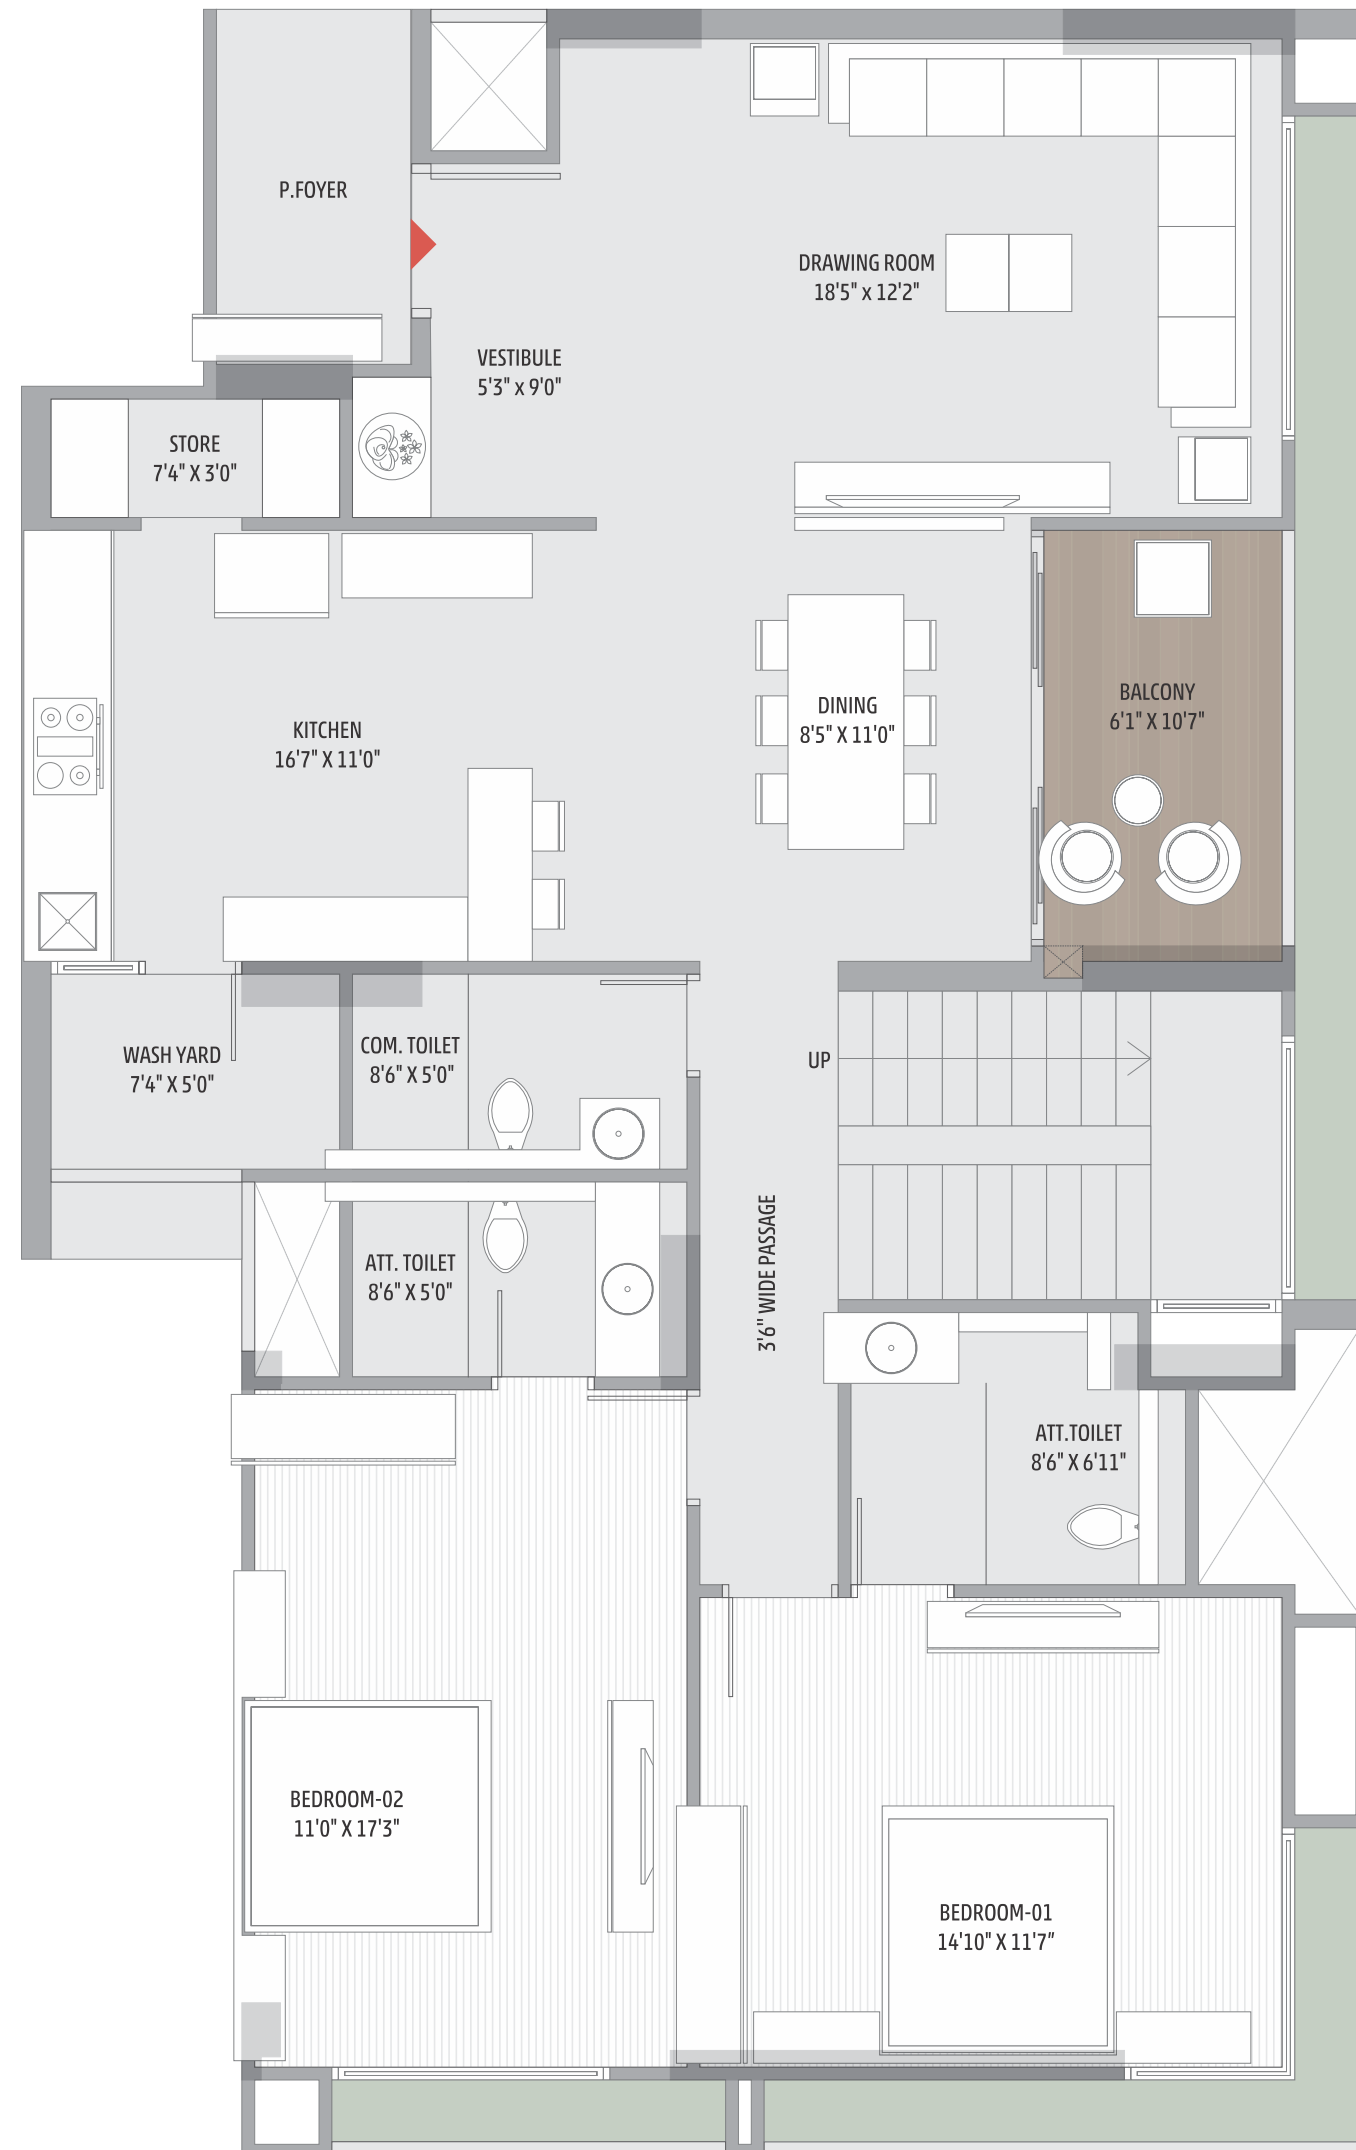 P.FOYER
DRAWING ROOM
18'5" x 12'2"
VESTIBULE
5'3" x 9'0"
STORE
7'4" X 3'0"
KITCHEN
16'7" X 11'0"
DINING
8'5" X 11'0"
BALCONY
6'1" X 10'7"
WASH YARD
7'4" X 5'0"
COM. TOILET
8'6" X 5'0"
UP
ATT. TOILET
8'6" X 5'0"
3'6" WIDE PASSAGE
ATT.TOILET
8'6" X 6'11"
BEDROOM-02
11'0" X 17'3"
BEDROOM-01
14'10" X 11'7"